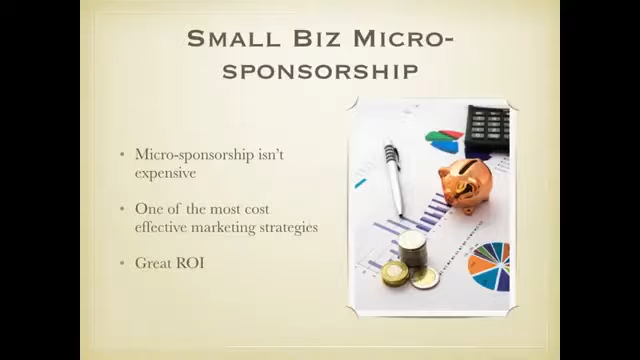 SMALL BIZ MICRO-
SPONSORSHIP
• Micro-sponsorship isn't
expensive
• One of the most cost
effective marketing strategies
• Great ROI